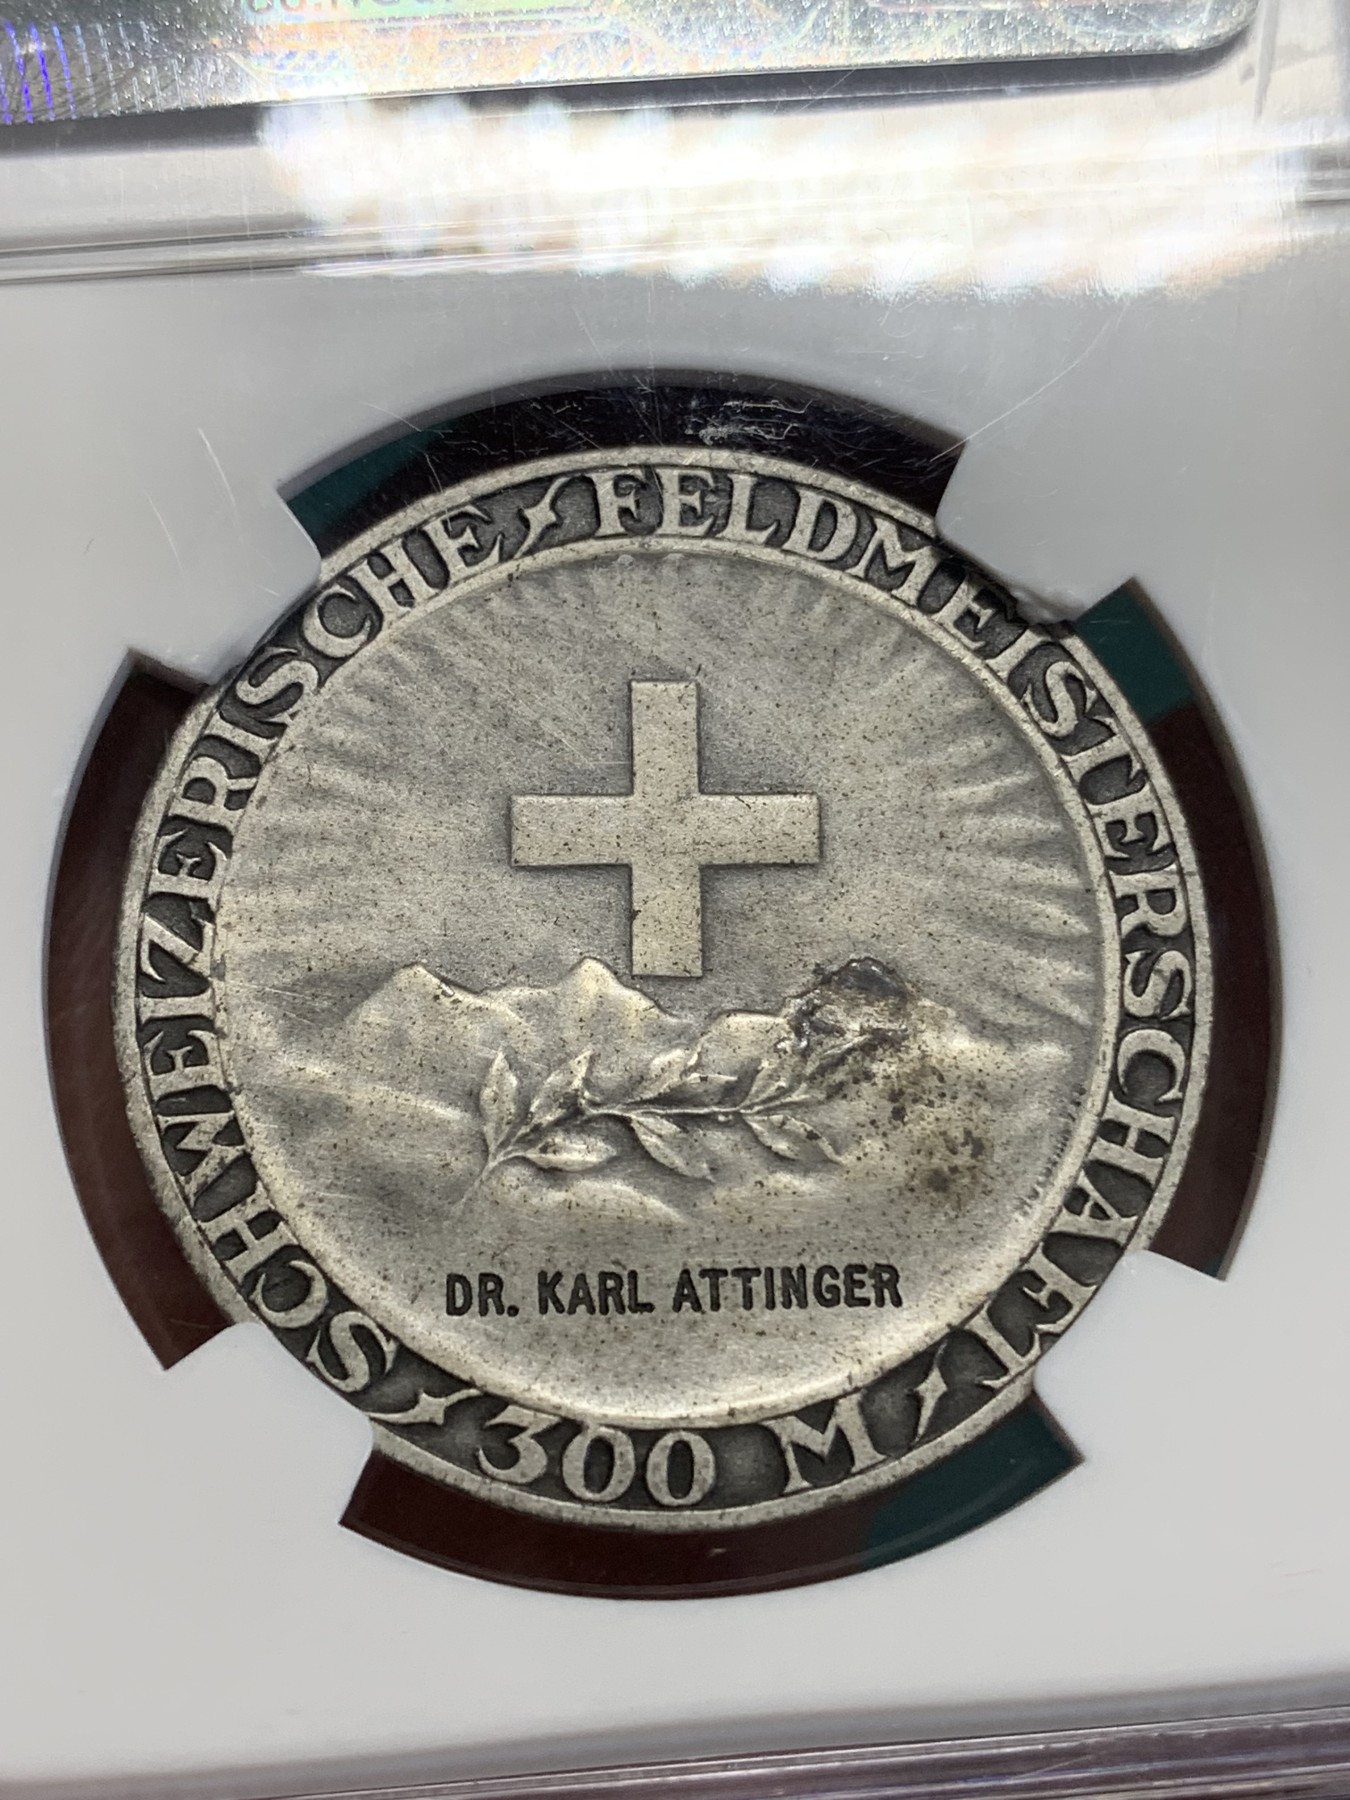 SCHWEIZERISCHE FELDMEISTERSCHAFT
300 M
DR. KARL ATTINGER